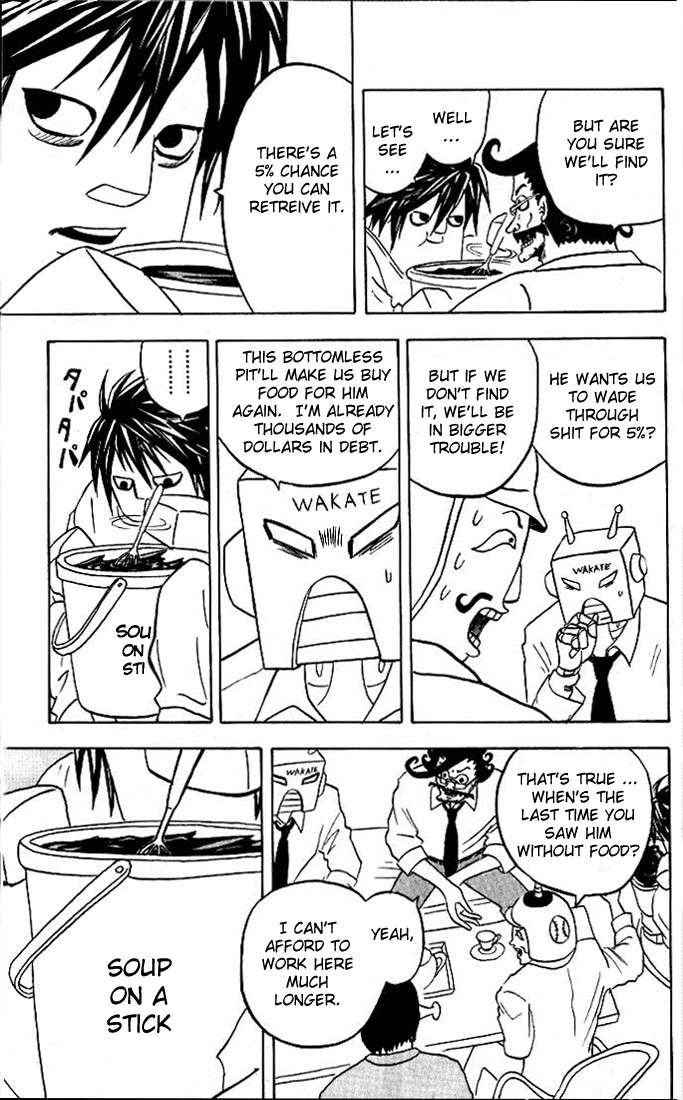 BUT ARE
YOU SURE
WE'LL FIND
IT?
WELL
...
LET'S
SEE
...
THERE'S A
5% CHANCE
YOU CAN
RETREIVE IT.
HE WANTS US
TO WADE
THROUGH
SHIT FOR 5%?
BUT IF WE
DON'T FIND
IT, WE'LL BE
IN BIGGER
TROUBLE!
WAKATE
THIS BOTTOMLESS
PIT'LL MAKE US BUY
FOOD FOR HIM
AGAIN. I'M ALREADY
THOUSANDS OF
DOLLARS IN DEBT.
WAKATE
......
タパータパ
SOU
ON
STI
THAT'S TRUE ...
WHEN'S THE
LAST TIME YOU
SAW HIM
WITHOUT FOOD?
WAKATE
YEAH,
I CAN'T
AFFORD TO
WORK HERE
MUCH
LONGER.
SOUP
ON A
STICK